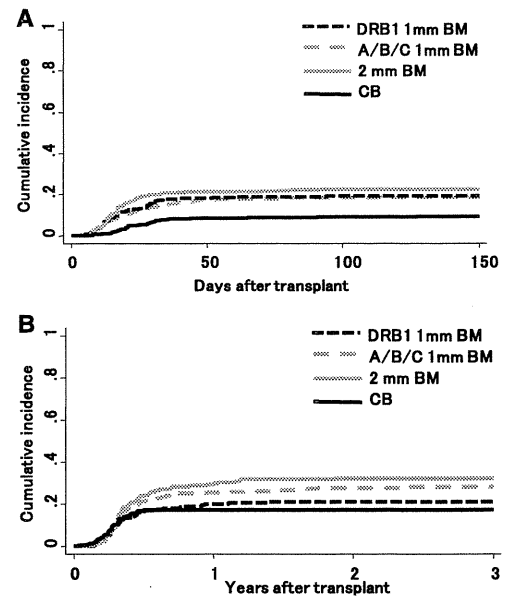 A
Cumulative incidence
1
.8
.6
.4
.2
0
DRB1 1mm BM
A/B/C 1mm BM
2 mm BM
CB
0 50 100 150
Days after transplant
B
Cumulative incidence
1
.8
.6
.4
.2
0
DRB1 1mm BM
A/B/C 1mm BM
2 mm BM
CB
0 1 2 3
Years after transplant